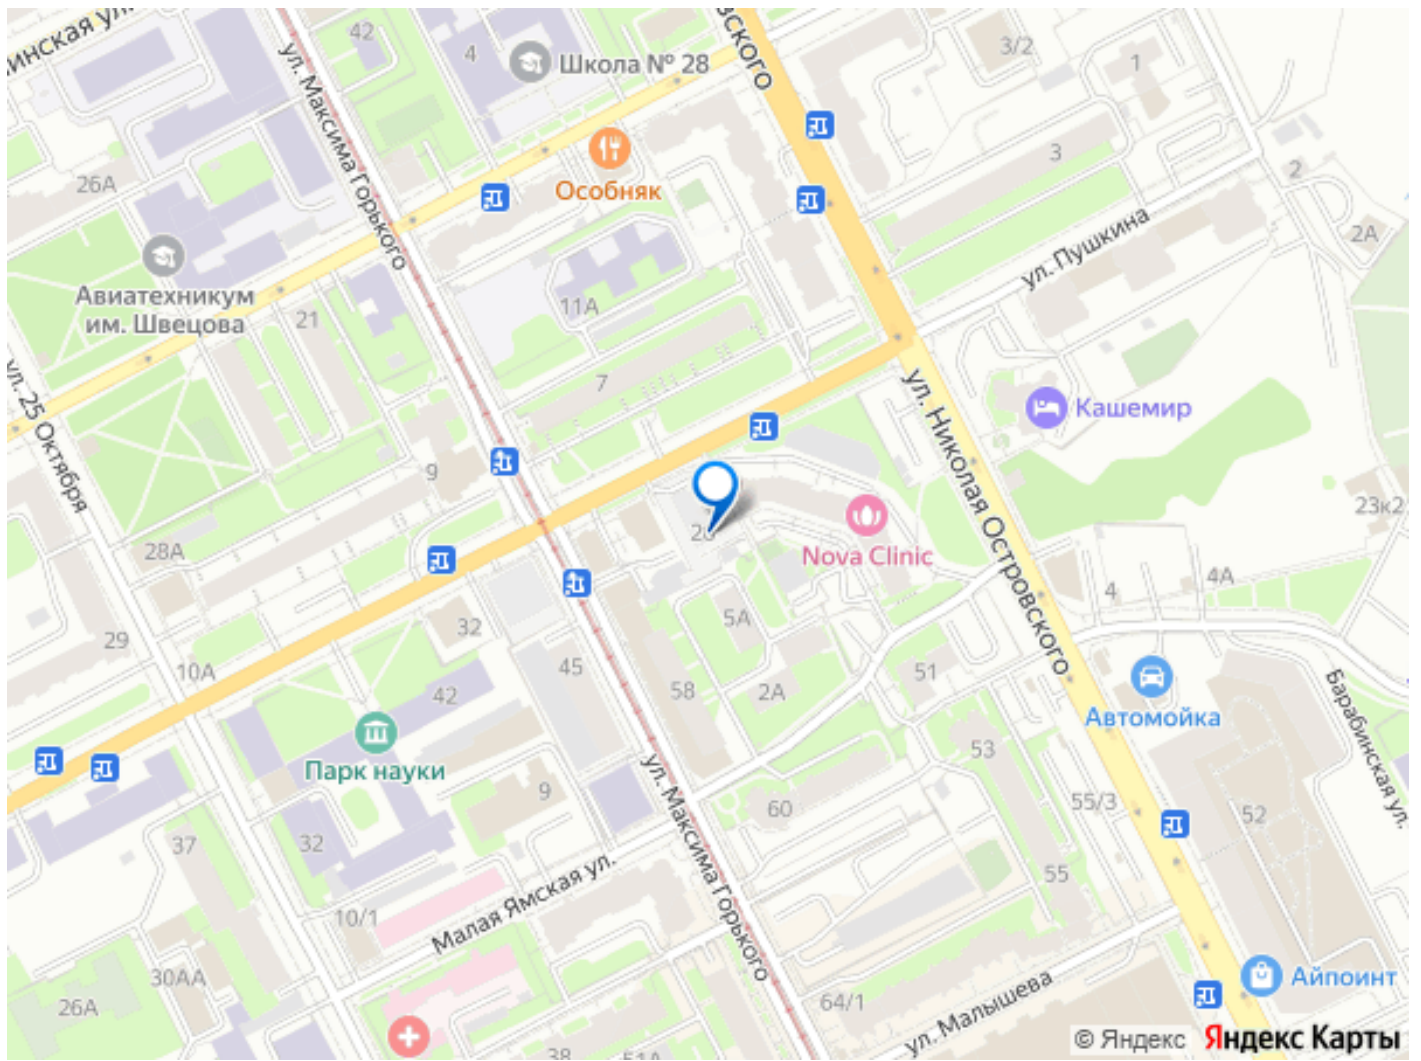 инская ул.
42
4
Школа № 28
вского
3/2
1
ул. Максима Горького
26А
Особняк
3
2
2А
ул. Пушкина
Авиатехникум
им. Швецова
21
11А
7
ул. 25 Октября
9
ул. Николая Островского
Кашемир
28А
Nova Clinic
23к2
4
4А
29
10А
32
5А
45
58
2А
51
42
Автомойка
Барабинская ул.
Парк науки
53
ул. Максима Горького
9
60
55/3
52
37
32
55
10/1
Малая Ямская ул.
30АА
26А
64/1
ул. Малышева
Айпоинт
38
51А
© Яндекс Яндекс Карты